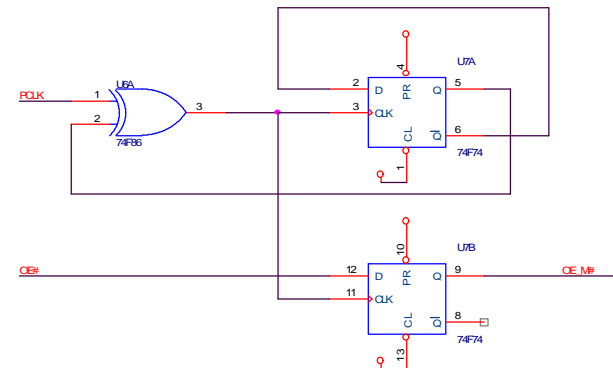 U7A
4
U6A
2 D PR Q 5
PCLK 1
3 3 CLK
2 CL Q 6
74F86 1 74F74
U7B
10
OE# 12 D PR Q 9 OE_M#
11 CLK
CL Q 8
13 74F74